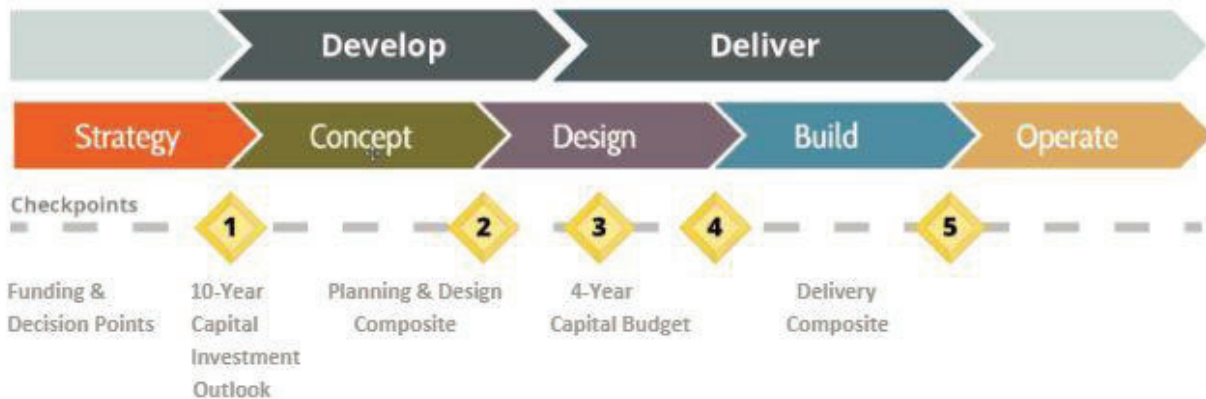 Develop
Deliver
Strategy
Concept
Design
Build
Operate
Checkpoints
1
2
3
4
5
Funding &
Decision Points
10-Year
Capital
Investment
Outlook
Planning & Design
Composite
4-Year
Capital Budget
Delivery
Composite